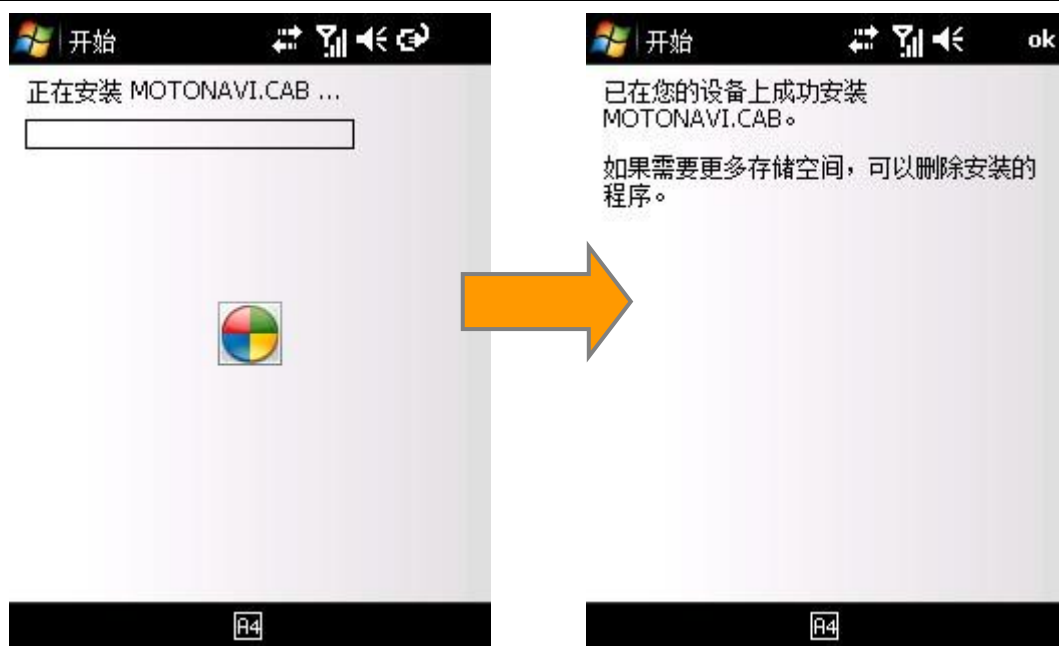 开始
正在安装 MOTONAVI.CAB ...
A4
开始 ok
已在您的设备上成功安装
MOTONAVI.CAB。
如果需要更多存储空间，可以删除安装的
程序。
A4